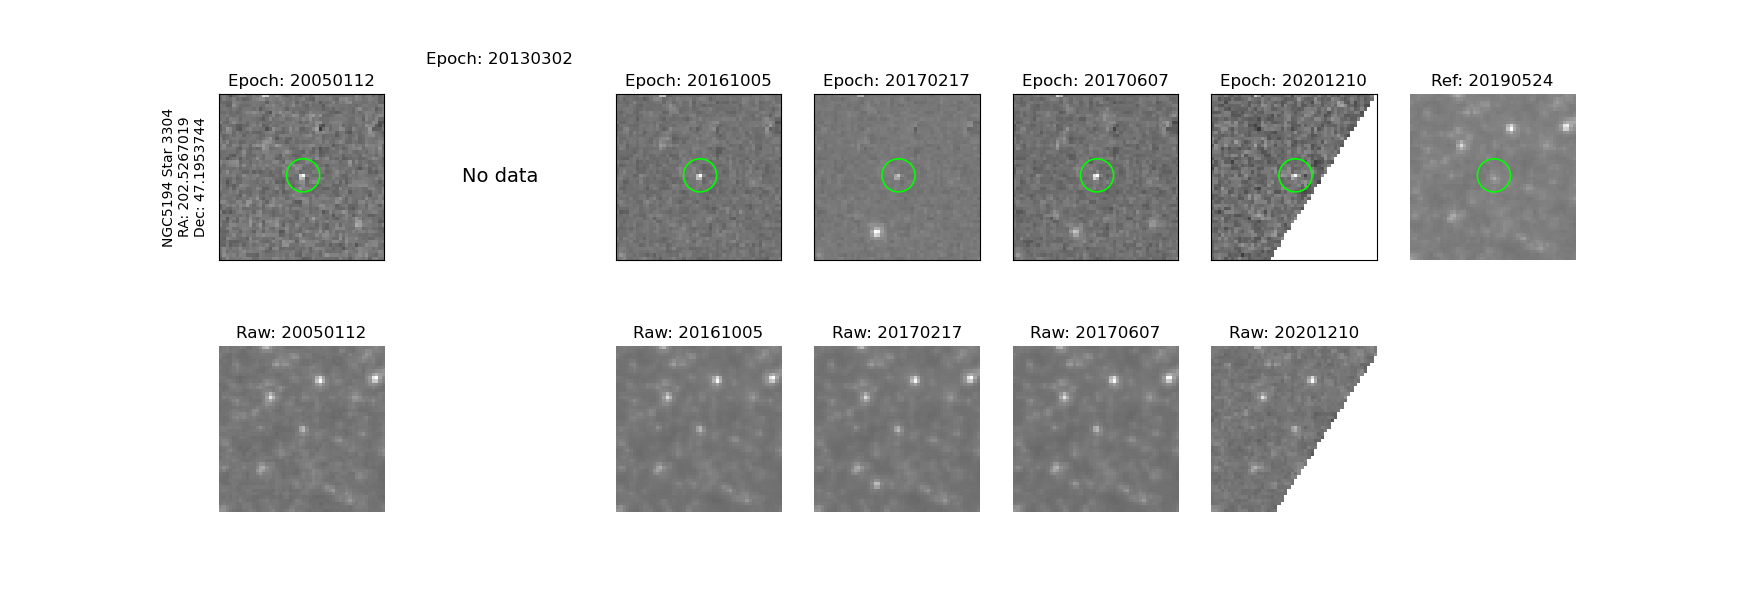 Epoch: 20130302
Epoch: 20050112
Epoch: 20161005
Epoch: 20170217
Epoch: 20170607
Epoch: 20201210
Ref: 20190524
NGC5194 Star 3304
RA: 202.5267019
Dec: 47.1953744
No data
Raw: 20050112
Raw: 20161005
Raw: 20170217
Raw: 20170607
Raw: 20201210